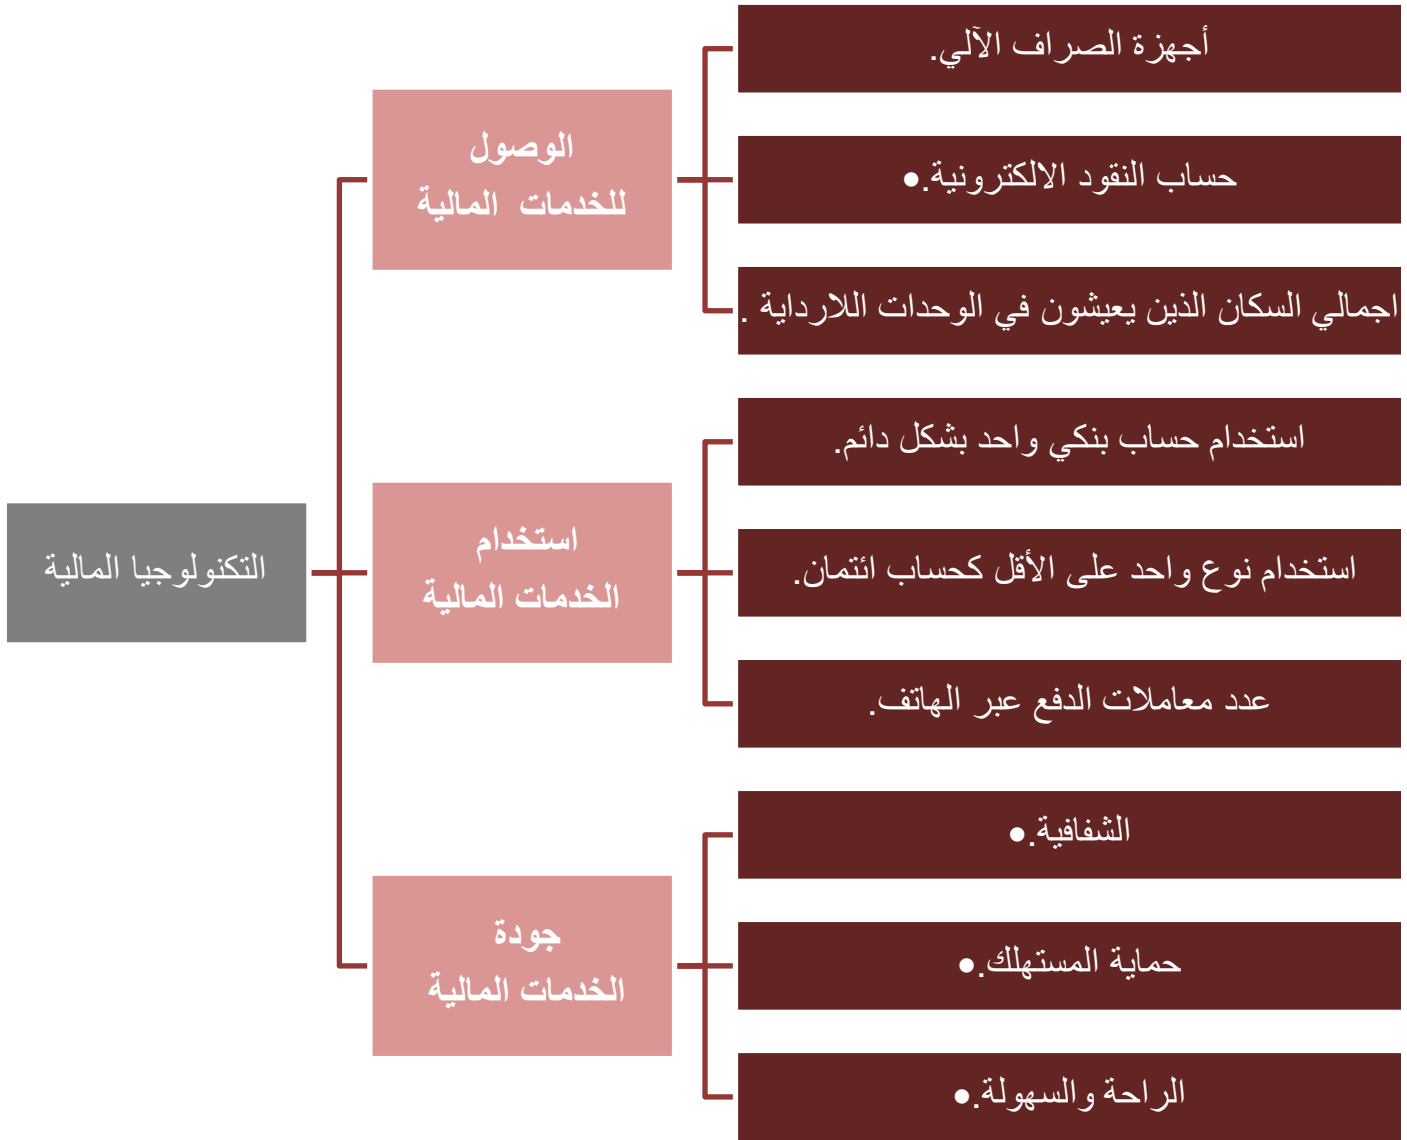 التكنولوجيا المالية
الوصول
للخدمات المالية
أجهزة الصراف الآلي.
حساب النقود الالكترونية.•
اجمالي السكان الذين يعيشون في الوحدات اللارداية .
استخدام
الخدمات المالية
استخدام حساب بنكي واحد بشكل دائم.
استخدام نوع واحد على الأقل كحساب ائتمان.
عدد معاملات الدفع عبر الهاتف.
جودة
الخدمات المالية
الشفافية.•
حماية المستهلك.•
الراحة والسهولة.•